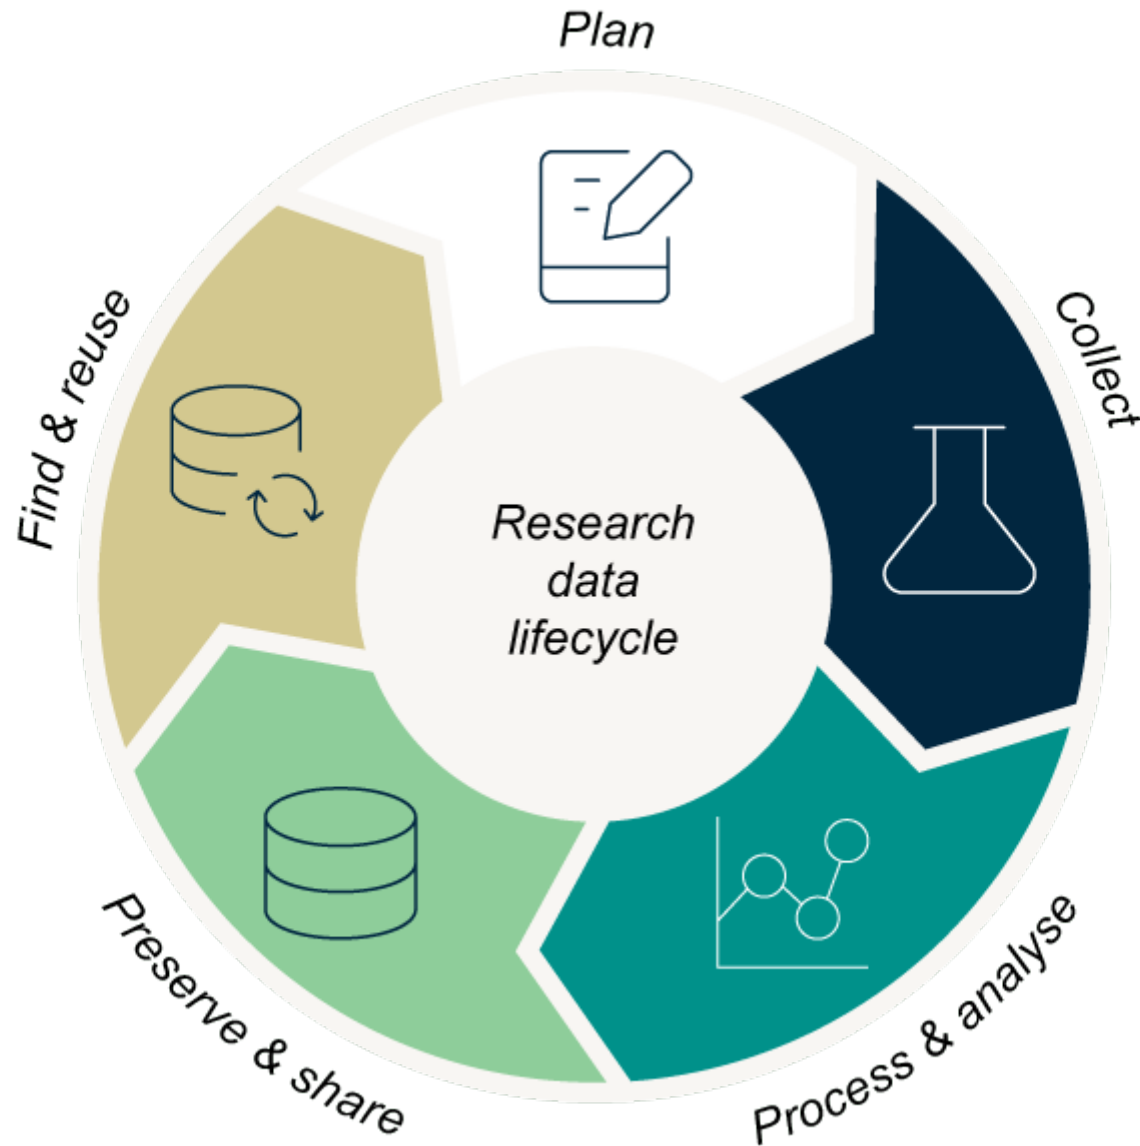 Plan
Collect
Process & analyse
Preserve & share
Find & reuse
Research
data
lifecycle